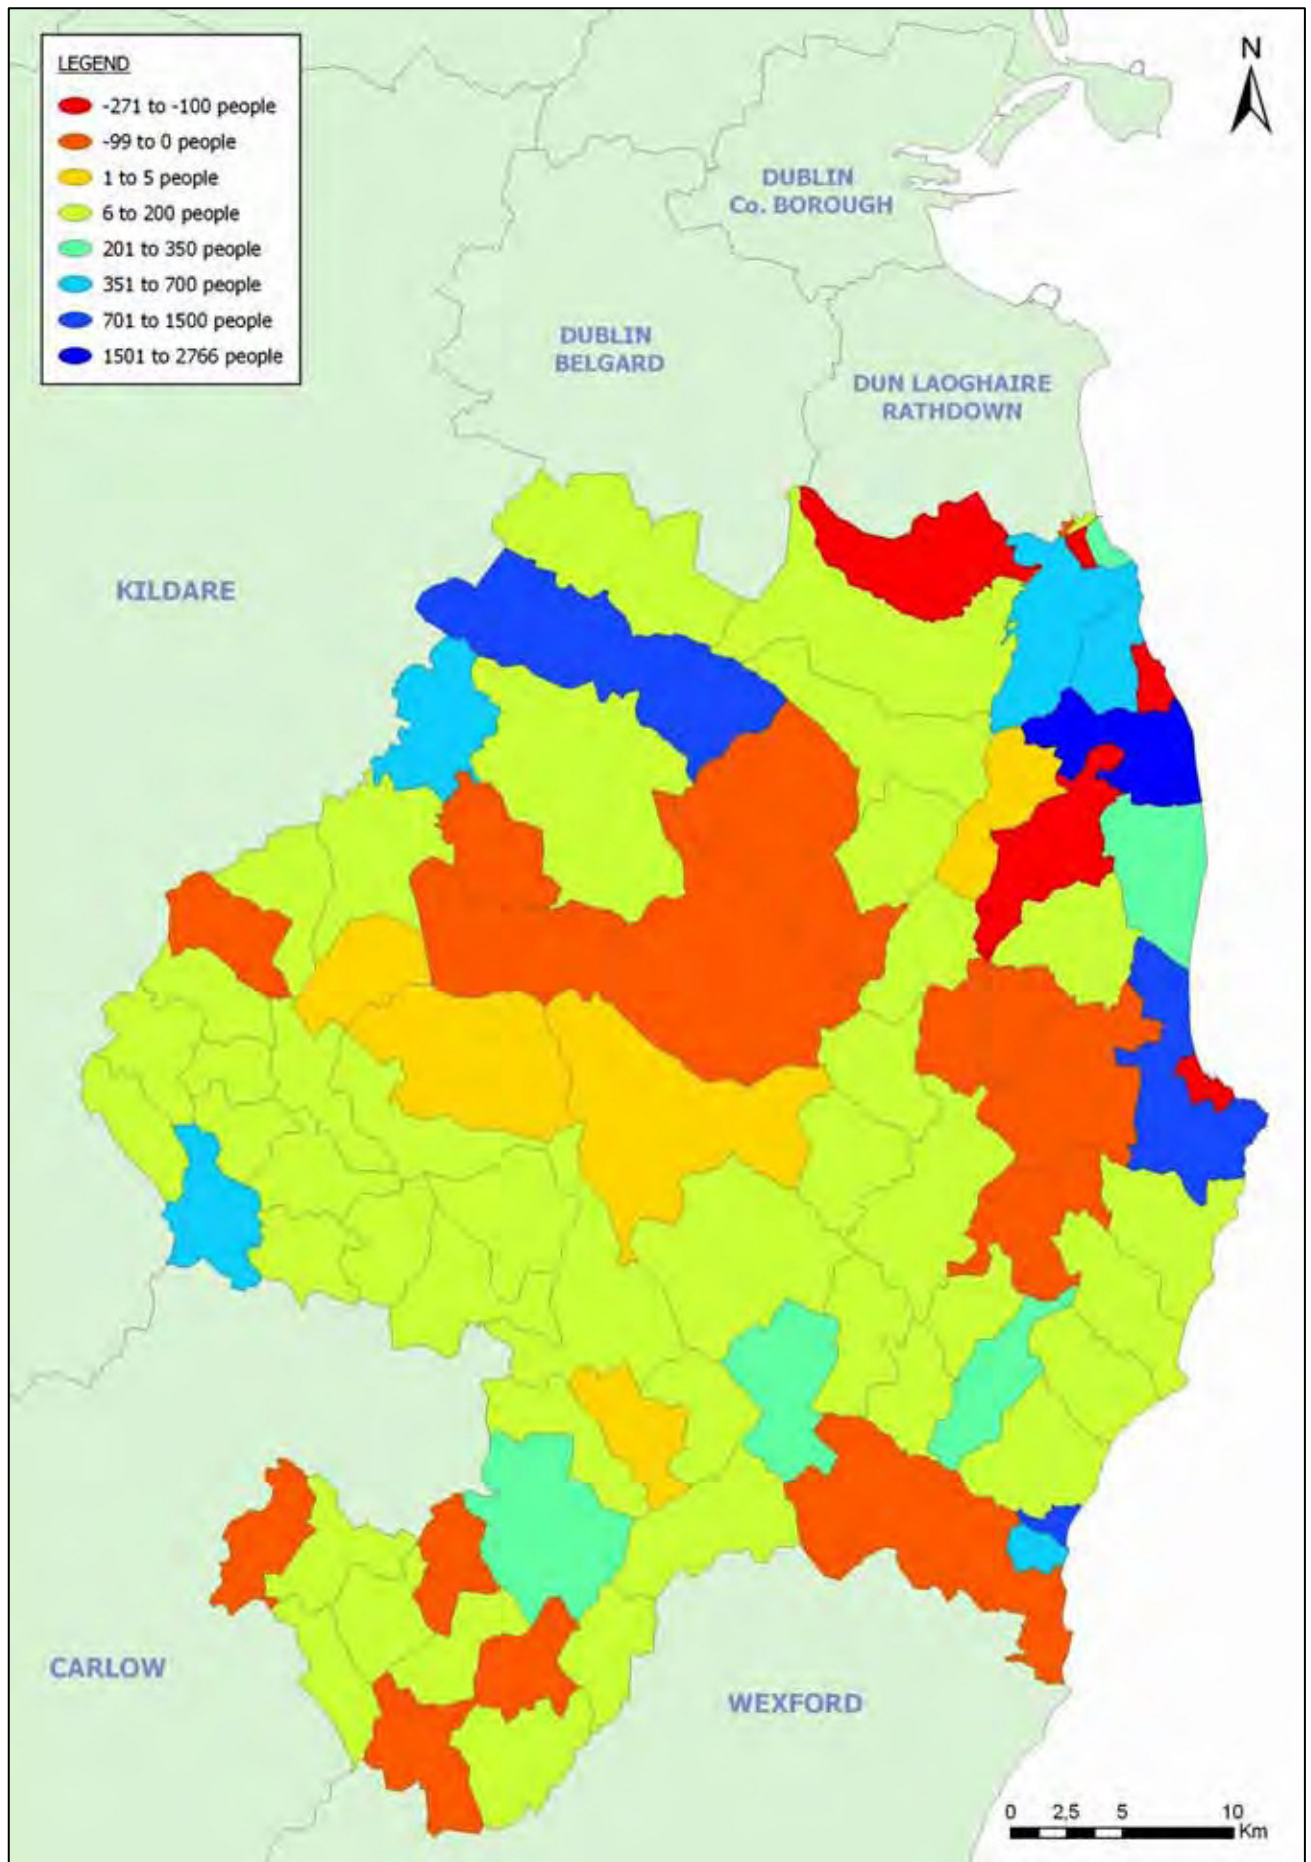 LEGEND
-271 to -100 people
-99 to 0 people
1 to 5 people
6 to 200 people
201 to 350 people
351 to 700 people
701 to 1500 people
1501 to 2766 people
N
DUBLIN
Co. BOROUGH
DUBLIN
BELGARD
DUN LAOGHAIRE
RATHDOWN
KILDARE
CARLOW
WEXFORD
0 2,5 5 10
Km